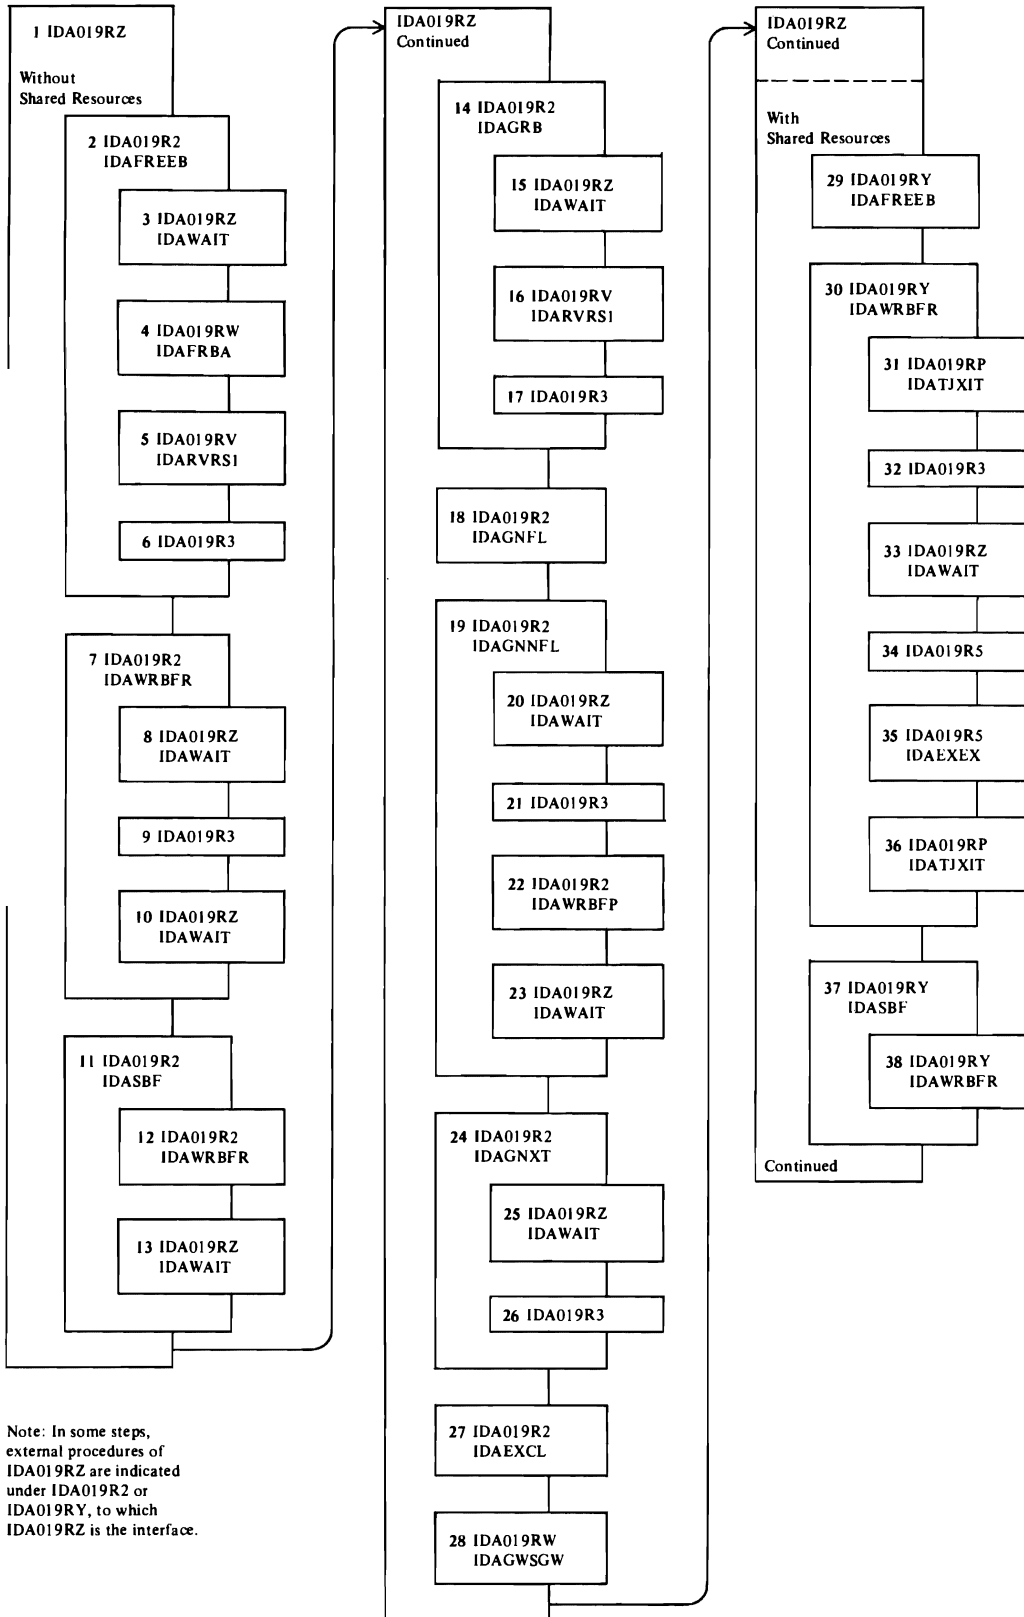 1 IDA019RZ
Without
Shared Resources
2 IDA019R2
IDAFREEB
3 IDA019RZ
IDAWAIT
4 IDA019RW
IDAFRBA
5 IDA019RV
IDARVRS1
6 IDA019R3
7 IDA019R2
IDAWRBFR
8 IDA019RZ
IDAWAIT
9 IDA019R3
10 IDA019RZ
IDAWAIT
11 IDA019R2
IDASBF
12 IDA019R2
IDAWRBFR
13 IDA019RZ
IDAWAIT
Note: In some steps,
external procedures of
IDA019RZ are indicated
under IDA019R2 or
IDA019RY, to which
IDA019RZ is the interface.
IDA019RZ
Continued
14 IDA019R2
IDAGRB
15 IDA019RZ
IDAWAIT
16 IDA019RV
IDARVRS1
17 IDA019R3
18 IDA019R2
IDAGNFL
19 IDA019R2
IDAGNNFL
20 IDA019RZ
IDAWAIT
21 IDA019R3
22 IDA019R2
IDAWRBFP
23 IDA019RZ
IDAWAIT
24 IDA019R2
IDAGNXT
25 IDA019RZ
IDAWAIT
26 IDA019R3
27 IDA019R2
IDAEXCL
28 IDA019RW
IDAGWSGW
IDA019RZ
Continued
With
Shared Resources
29 IDA019RY
IDAFREEB
30 IDA019RY
IDAWRBFR
31 IDA019RP
IDATJXIT
32 IDA019R3
33 IDA019RZ
IDAWAIT
34 IDA019R5
35 IDA019R5
IDAEXEX
36 IDA019RP
IDATJXIT
37 IDA019RY
IDASBF
38 IDA019RY
IDAWRBFR
Continued